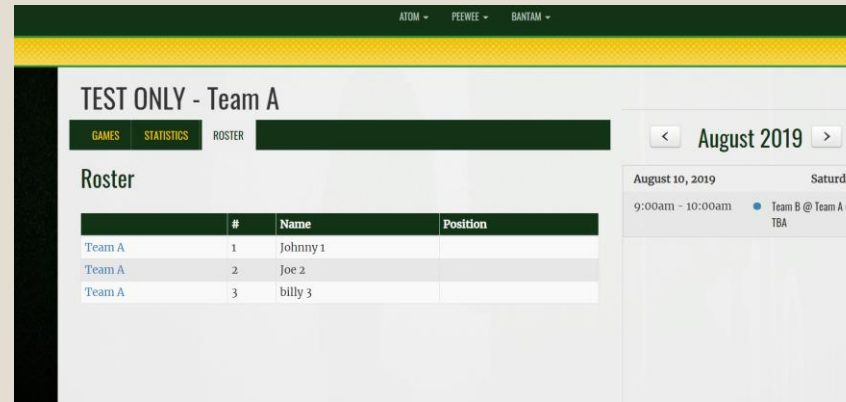 ATOM PEEWEE BANTAM
TEST ONLY - Team A
GAMES STATISTICS ROSTER
Roster
# Name Position
Team A 1 Johnny 1
Team A 2 Joe 2
Team A 3 billy 3
< August 2019 >
August 10, 2019 Saturd
9:00am - 10:00am Team B @ Team A
TBA